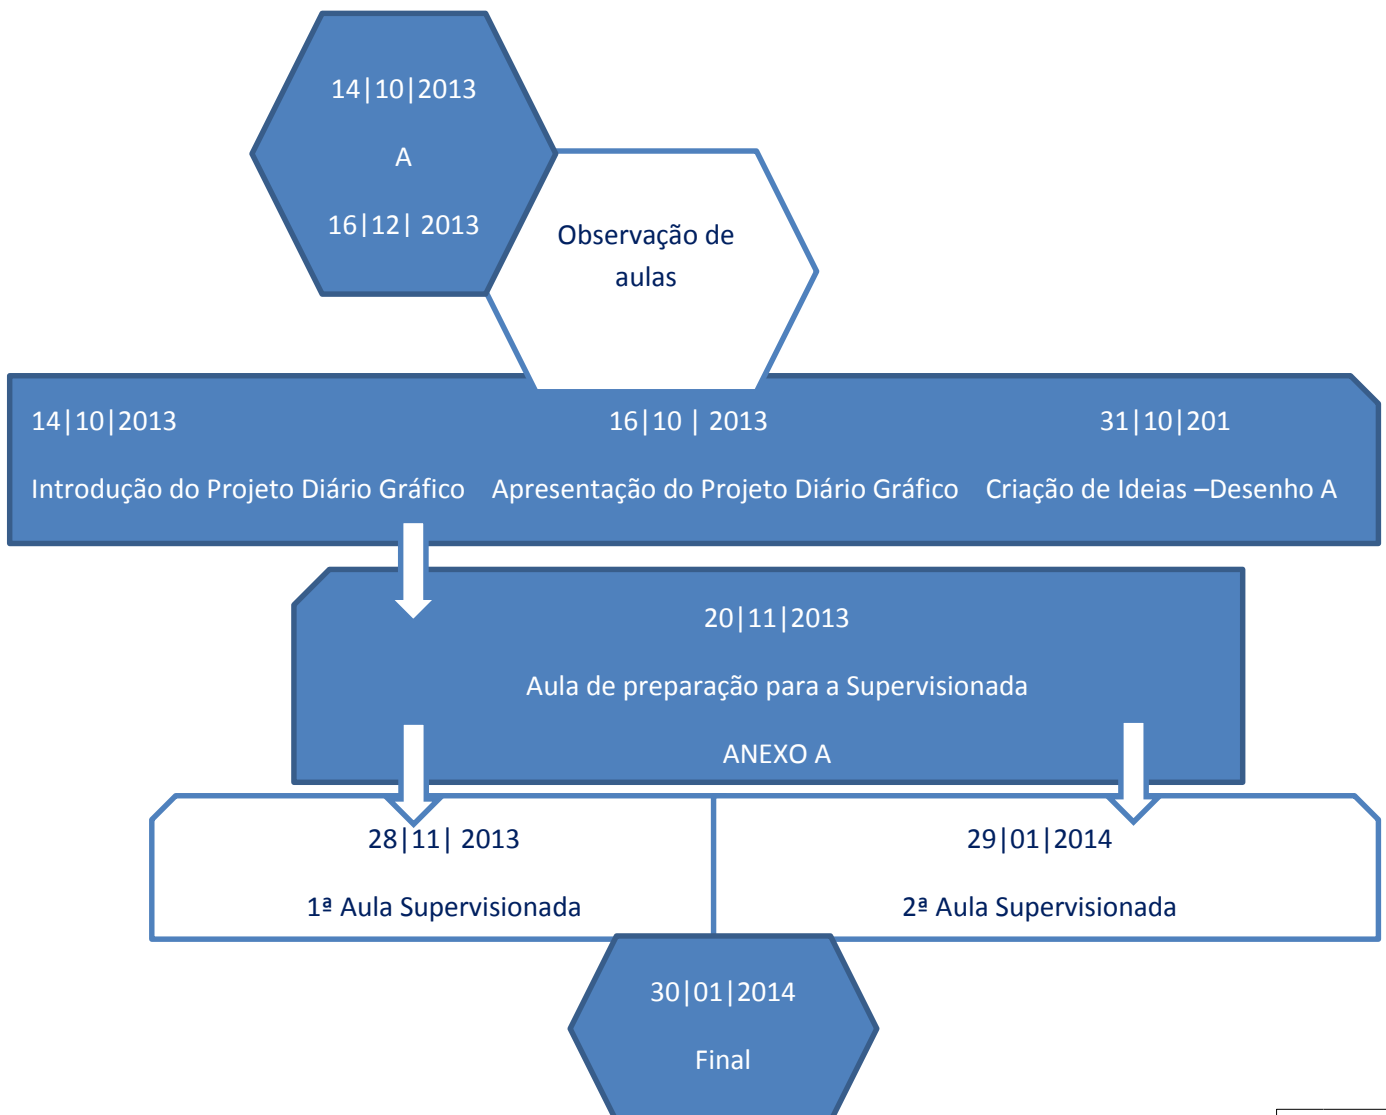 14|10|2013
A
16|12| 2013
Observação de
aulas
14|10|2013 16|10 | 2013 31|10|201
Introdução do Projeto Diário Gráfico Apresentação do Projeto Diário Gráfico Criação de Ideias –Desenho A
20|11|2013
Aula de preparação para a Supervisionada
ANEXO A
28|11| 2013 29|01|2014
1ª Aula Supervisionada 2ª Aula Supervisionada
30|01|2014
Final